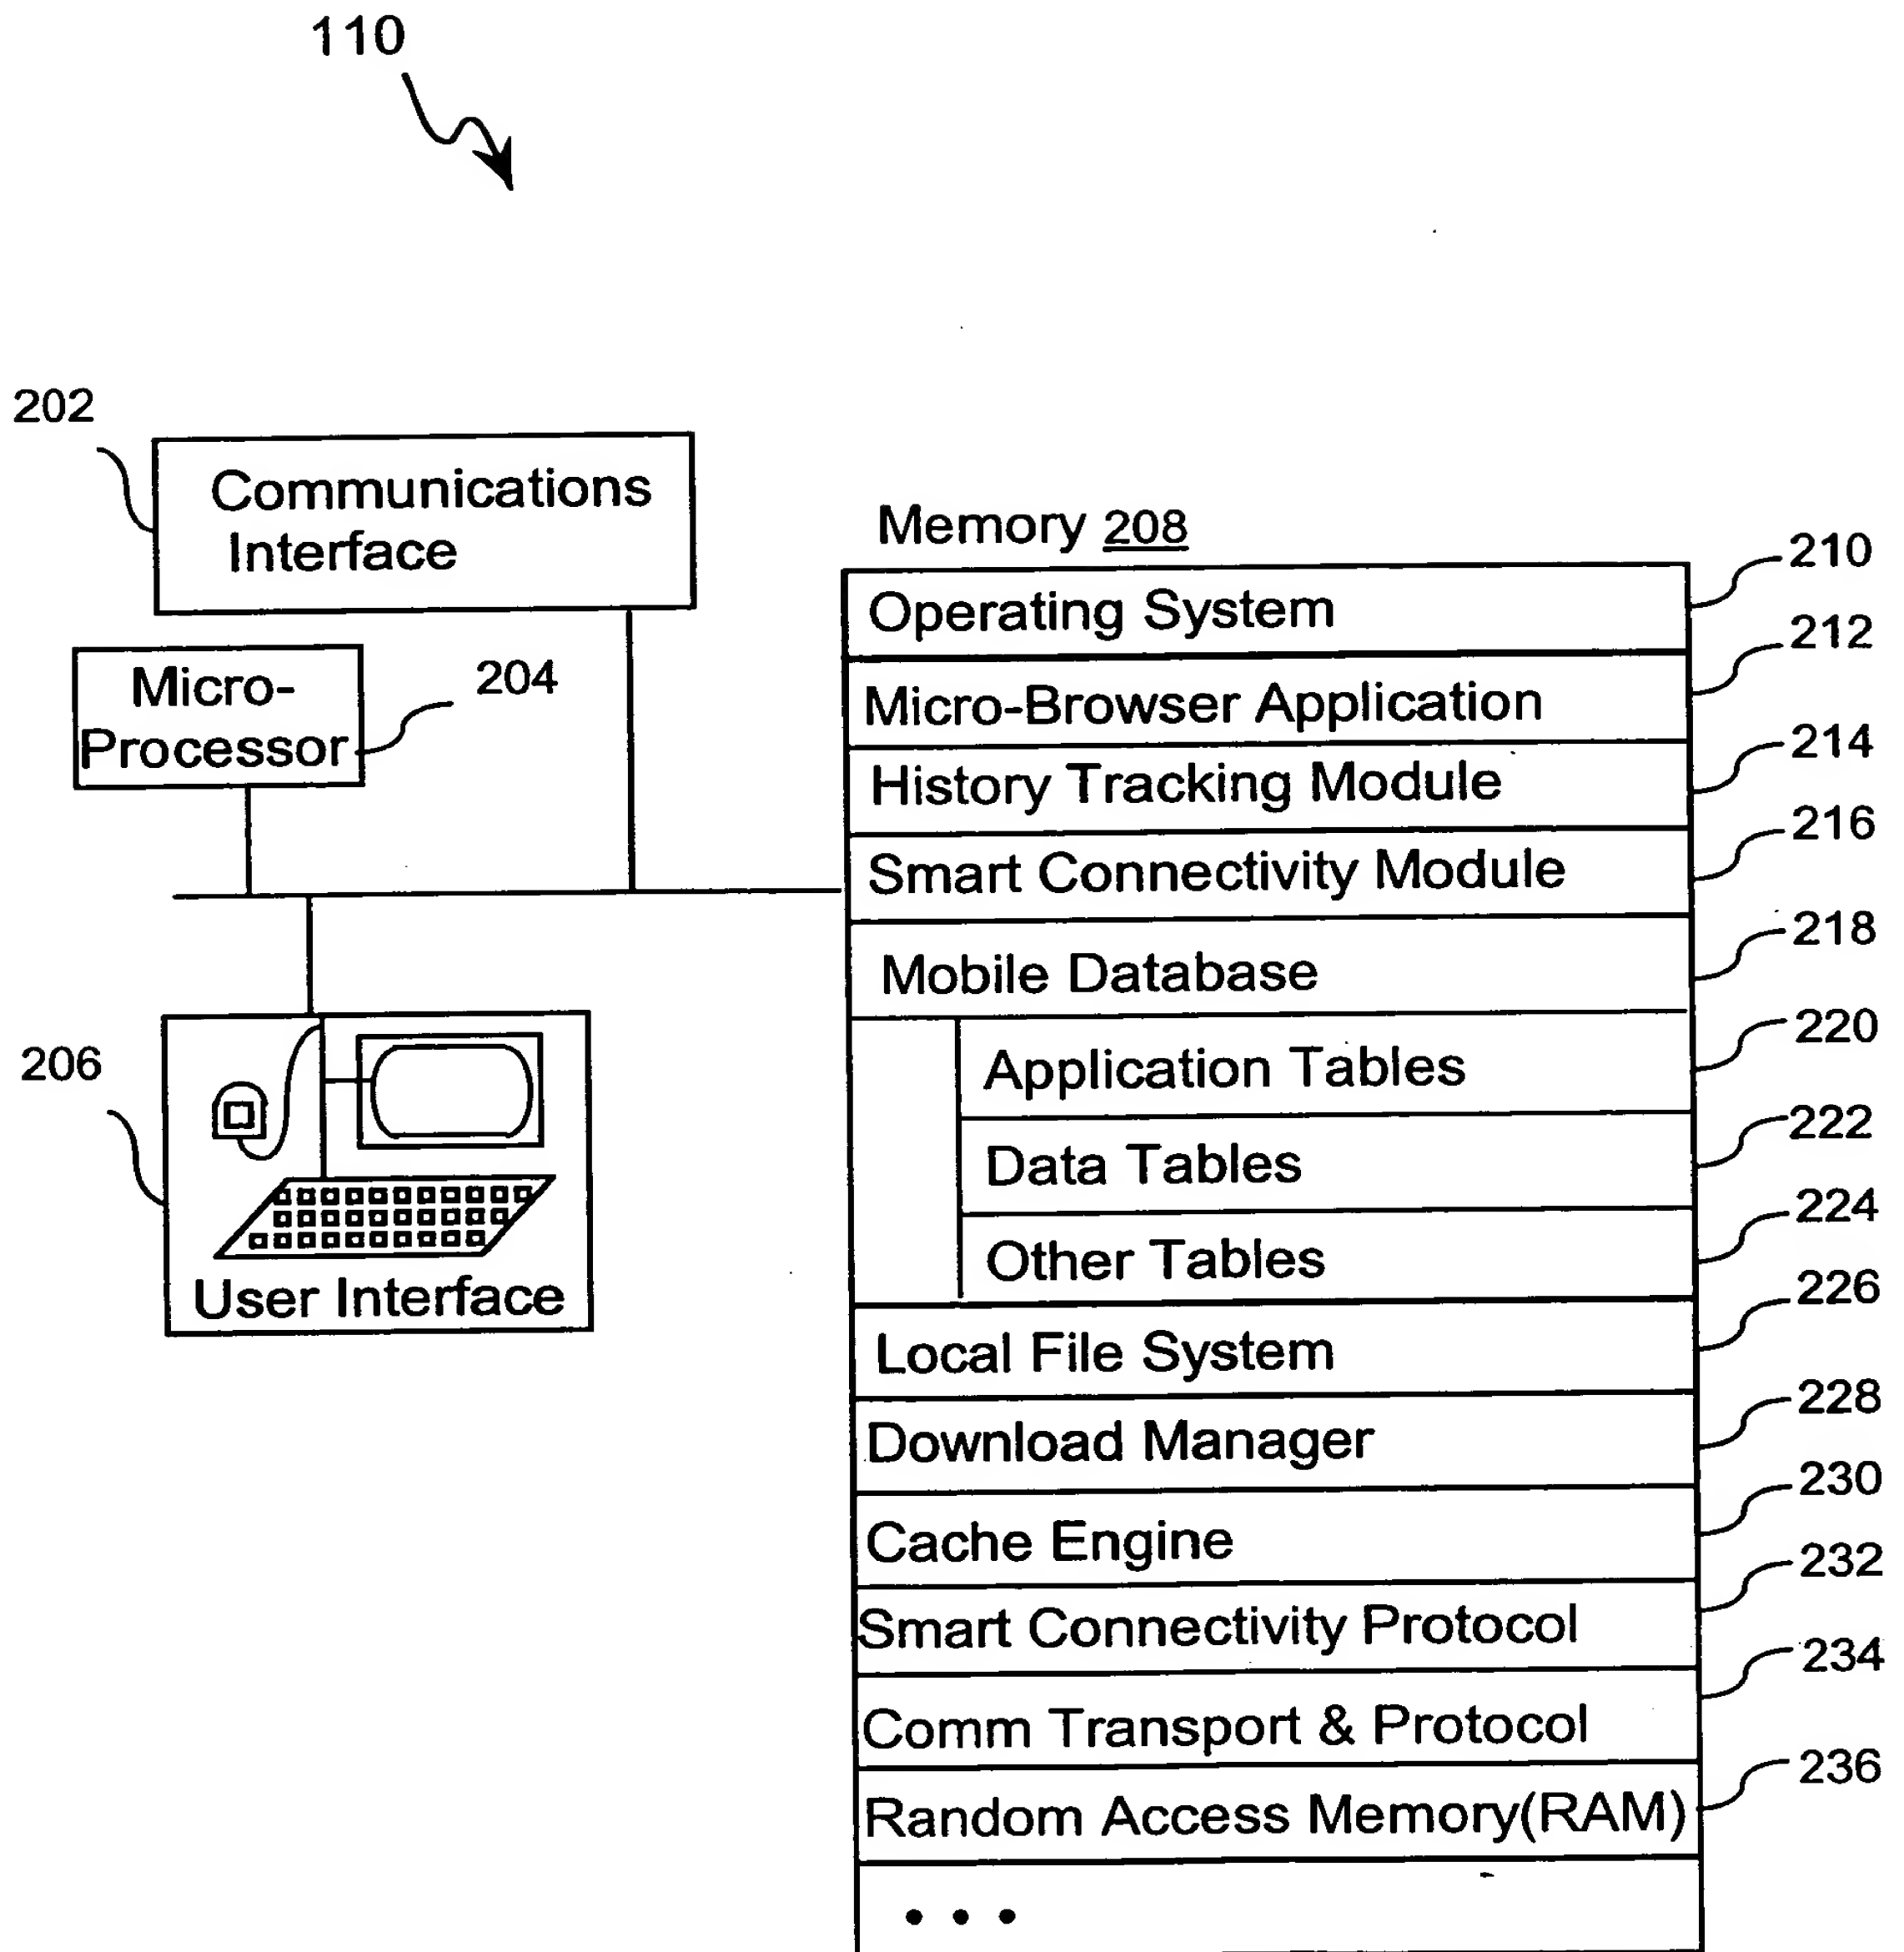 110
202
Communications
Interface
Micro-
Processor
204
206
User Interface
Memory 208
Operating System
210
Micro-Browser Application
212
History Tracking Module
214
Smart Connectivity Module
216
Mobile Database
218
Application Tables
220
Data Tables
222
Other Tables
224
Local File System
226
Download Manager
228
Cache Engine
230
Smart Connectivity Protocol
232
Comm Transport & Protocol
234
Random Access Memory(RAM)
236
• • •